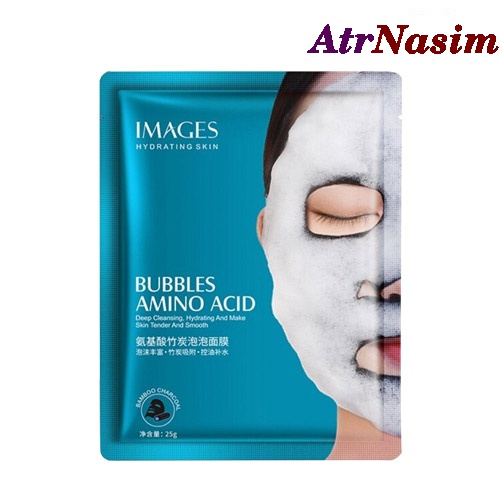 AtrNasim
IMAGES
HYDRATING SKIN
BUBBLES
AMINO ACID
Deep Cleansing, Hydrating And Make
Skin Tender And Smooth
氨基酸竹炭泡泡面膜
泡沫丰富·竹炭吸附·控油补水
BAMBOO CHARCOAL
净含量：25g